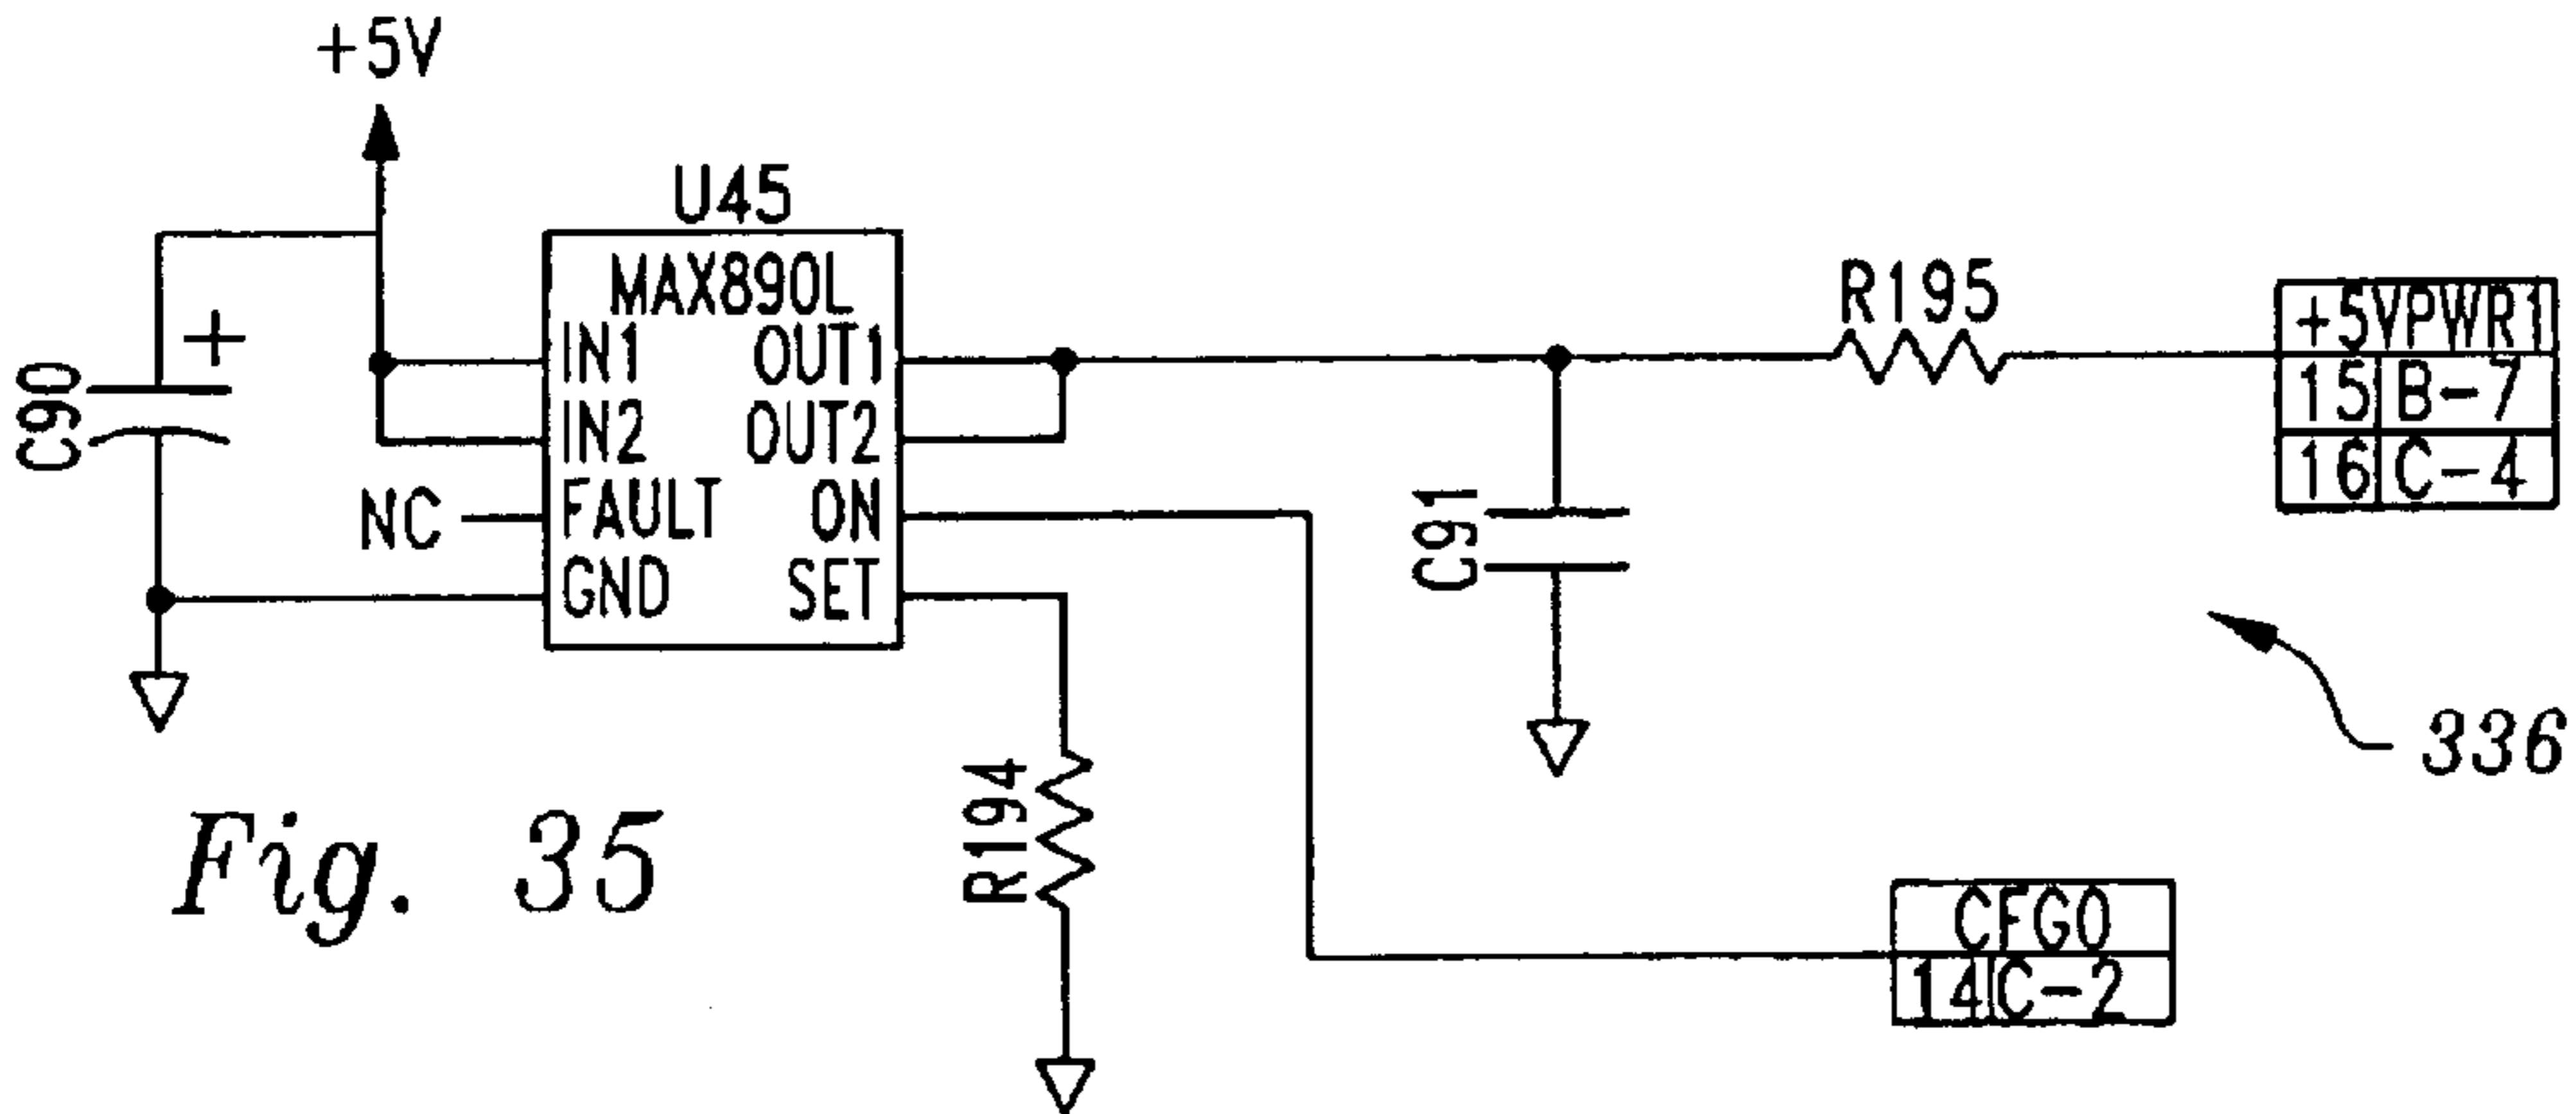 +5V
U45
MAX890L
IN1 OUT1
IN2 OUT2
FAULT ON
GND SET
NC
C90
+
R195
+5VPWR1
15 B-7
16 C-4
C91
R194
336
CFG0
14 C-2
Fig. 35